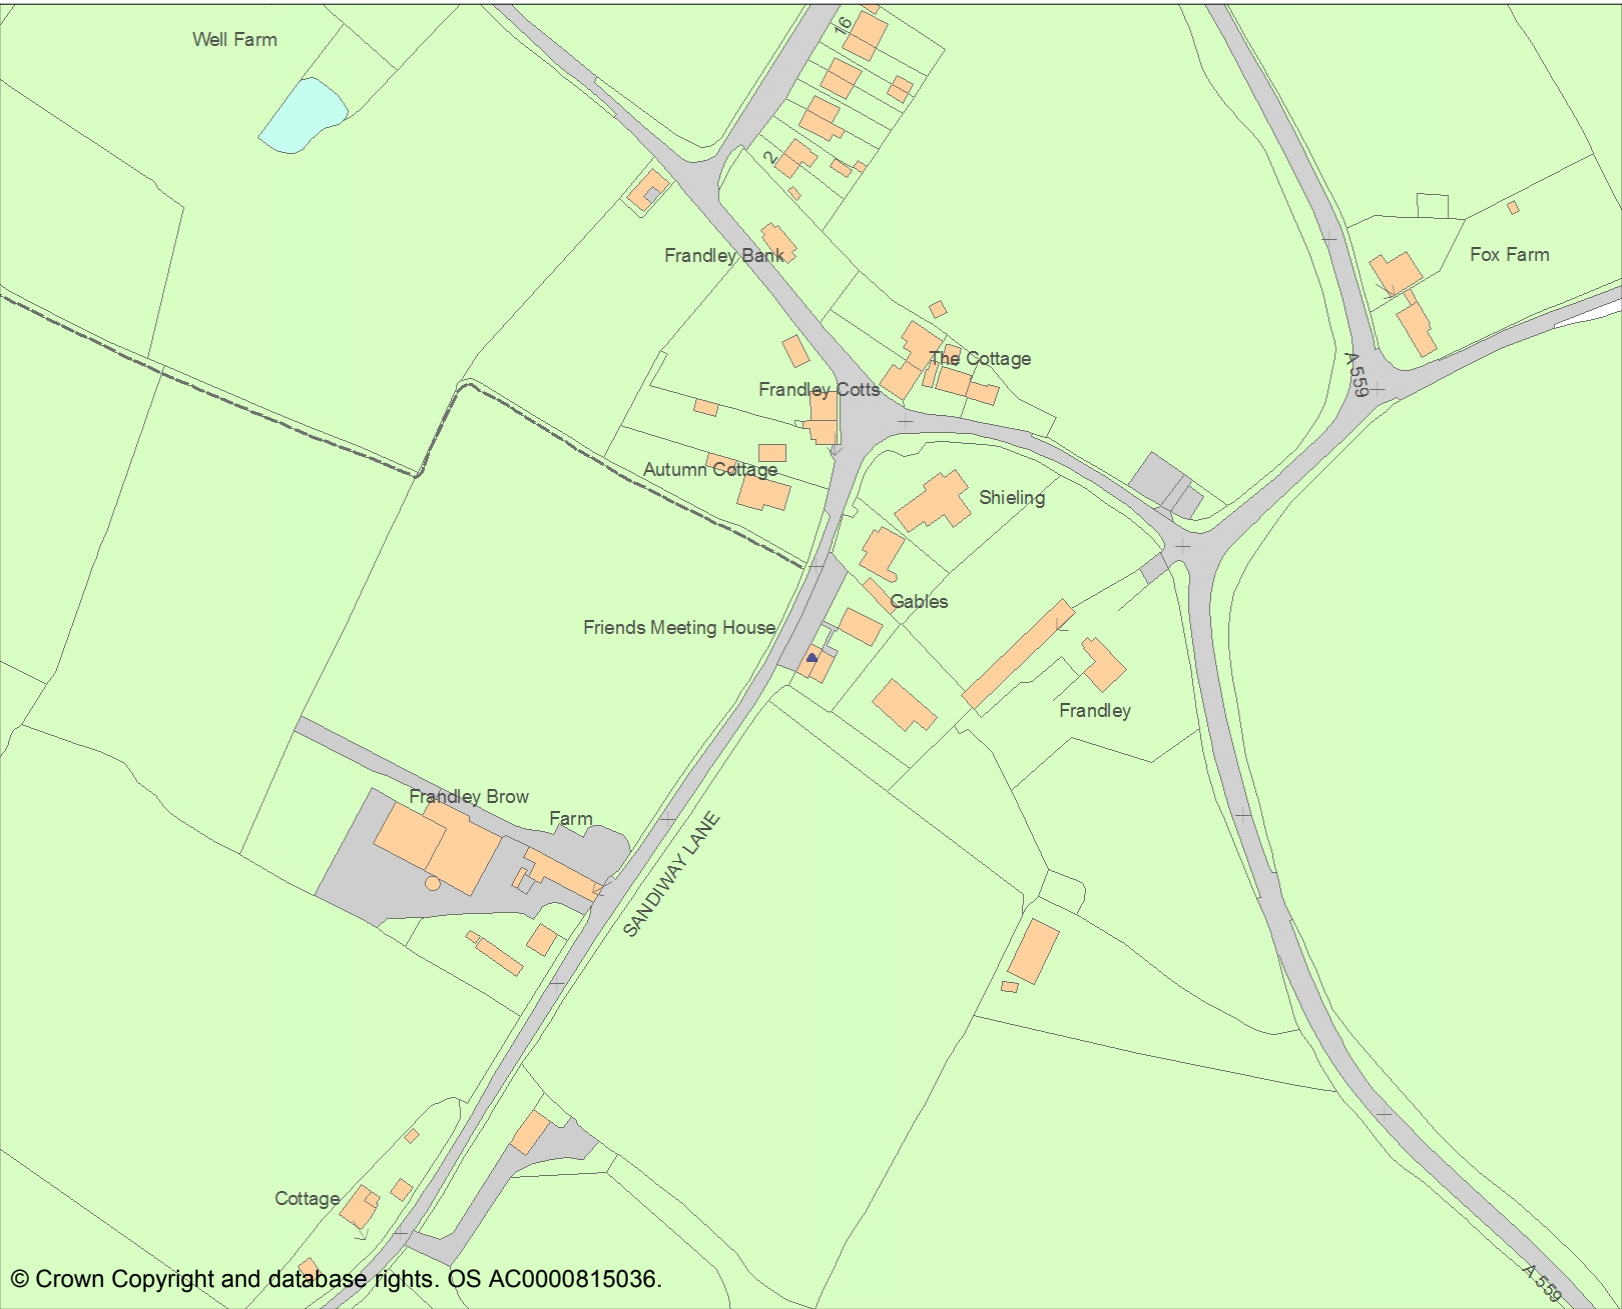 16
Well Farm
2
Frandley Bank
Fox Farm
The Cottage
A 559
Frandley Cotts
Autumn Cottage
Shieling
Gables
Friends Meeting House
Frandley
Frandley Brow
Farm
SANDIWAY LANE
Cottage
A 559
© Crown Copyright and database rights. OS AC0000815036.